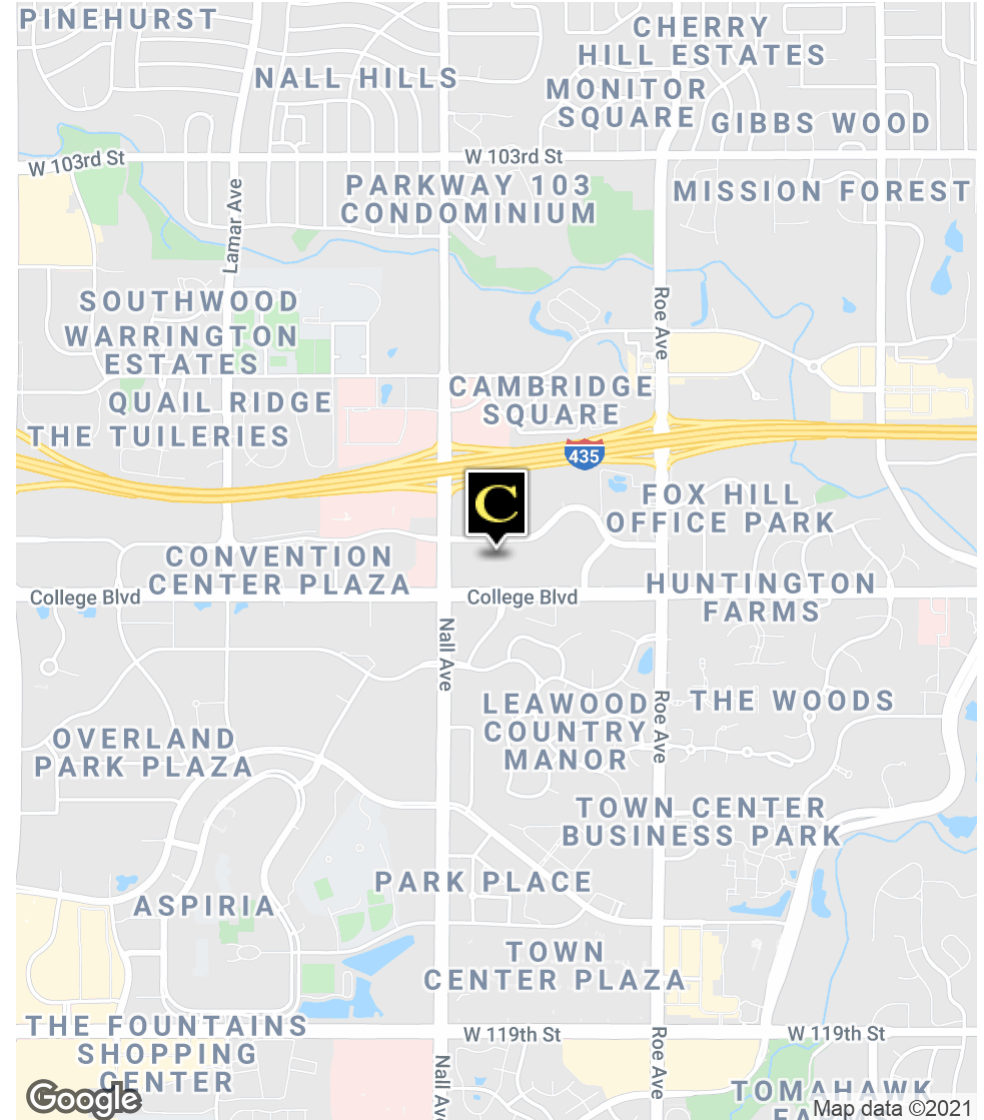 PINEHURST
CHERRY
HILL ESTATES
NALL HILLS
MONITOR
SQUARE
GIBBS WOOD
W 103rd St
W 103rd St
PARKWAY 103
CONDOMINIUM
MISSION FOREST
Lamar Ave
SOUTHWOOD
WARRINGTON
ESTATES
Roe Ave
QUAIL RIDGE
CAMBRIDGE
SQUARE
THE TUILERIES
435
C
FOX HILL
OFFICE PARK
CONVENTION
CENTER PLAZA
HUNTINGTON
FARMS
College Blvd
College Blvd
Nall Ave
LEAWOOD
COUNTRY
MANOR
Roe Ave
THE WOODS
OVERLAND
PARK PLAZA
TOWN CENTER
BUSINESS PARK
PARK PLACE
ASPIRIA
TOWN
CENTER PLAZA
THE FOUNTAINS
SHOPPING
CENTER
W 119th St
W 119th St
Roe Ave
Nall Av
TOMAHAWK
Google
Map data ©2021